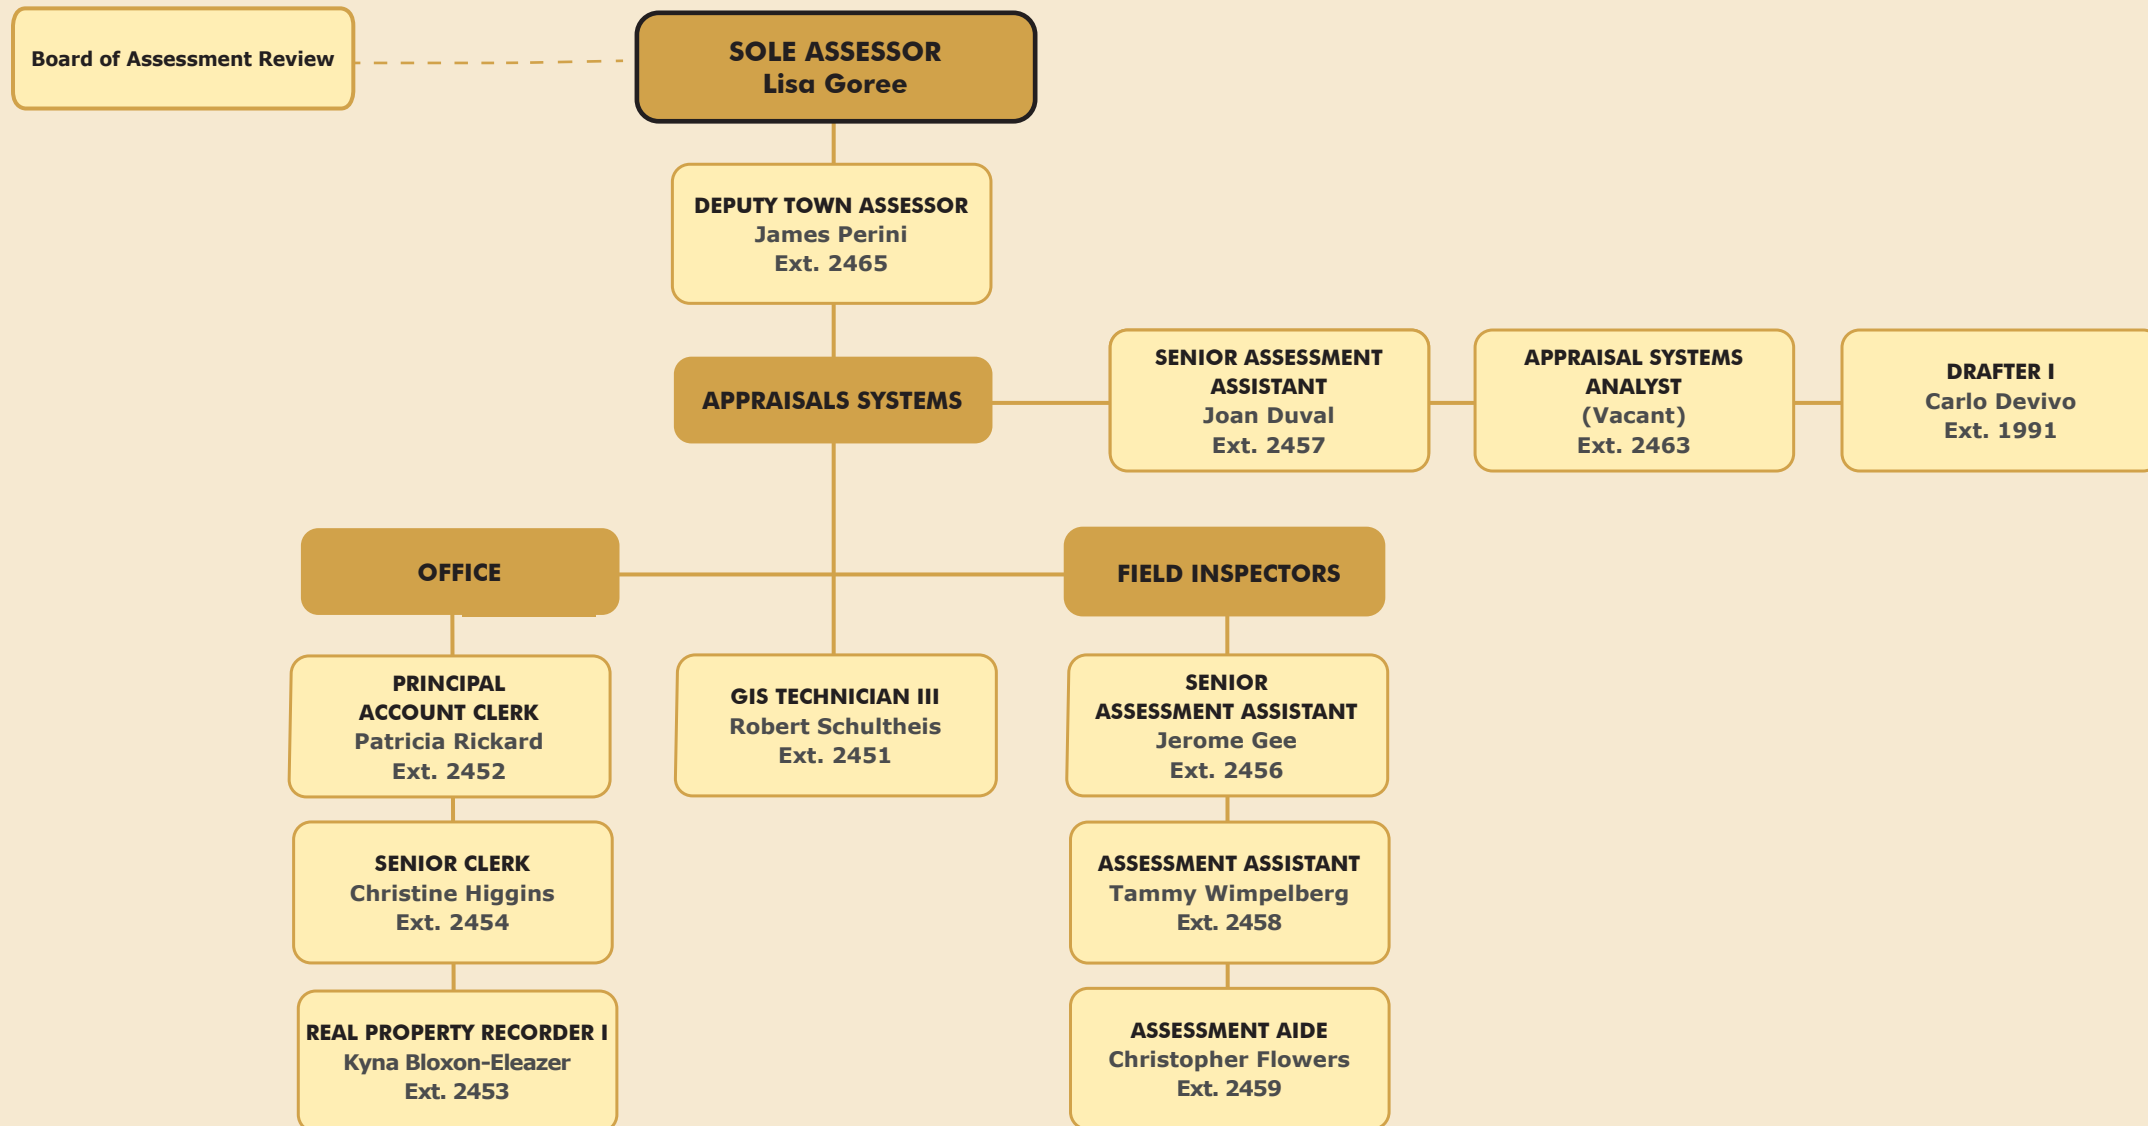 Board of Assessment Review
SOLE ASSESSOR
Lisa Goree
DEPUTY TOWN ASSESSOR
James Perini
Ext. 2465
APPRAISALS SYSTEMS
SENIOR ASSESSMENT
ASSISTANT
Joan Duval
Ext. 2457
APPRAISAL SYSTEMS
ANALYST
(Vacant)
Ext. 2463
DRAFTER I
Carlo Devivo
Ext. 1991
OFFICE
FIELD INSPECTORS
PRINCIPAL
ACCOUNT CLERK
Patricia Rickard
Ext. 2452
GIS TECHNICIAN III
Robert Schultheis
Ext. 2451
SENIOR
ASSESSMENT ASSISTANT
Jerome Gee
Ext. 2456
SENIOR CLERK
Christine Higgins
Ext. 2454
ASSESSMENT ASSISTANT
Tammy Wimpelberg
Ext. 2458
REAL PROPERTY RECORDER I
Kyna Bloxon-Eleazer
Ext. 2453
ASSESSMENT AIDE
Christopher Flowers
Ext. 2459